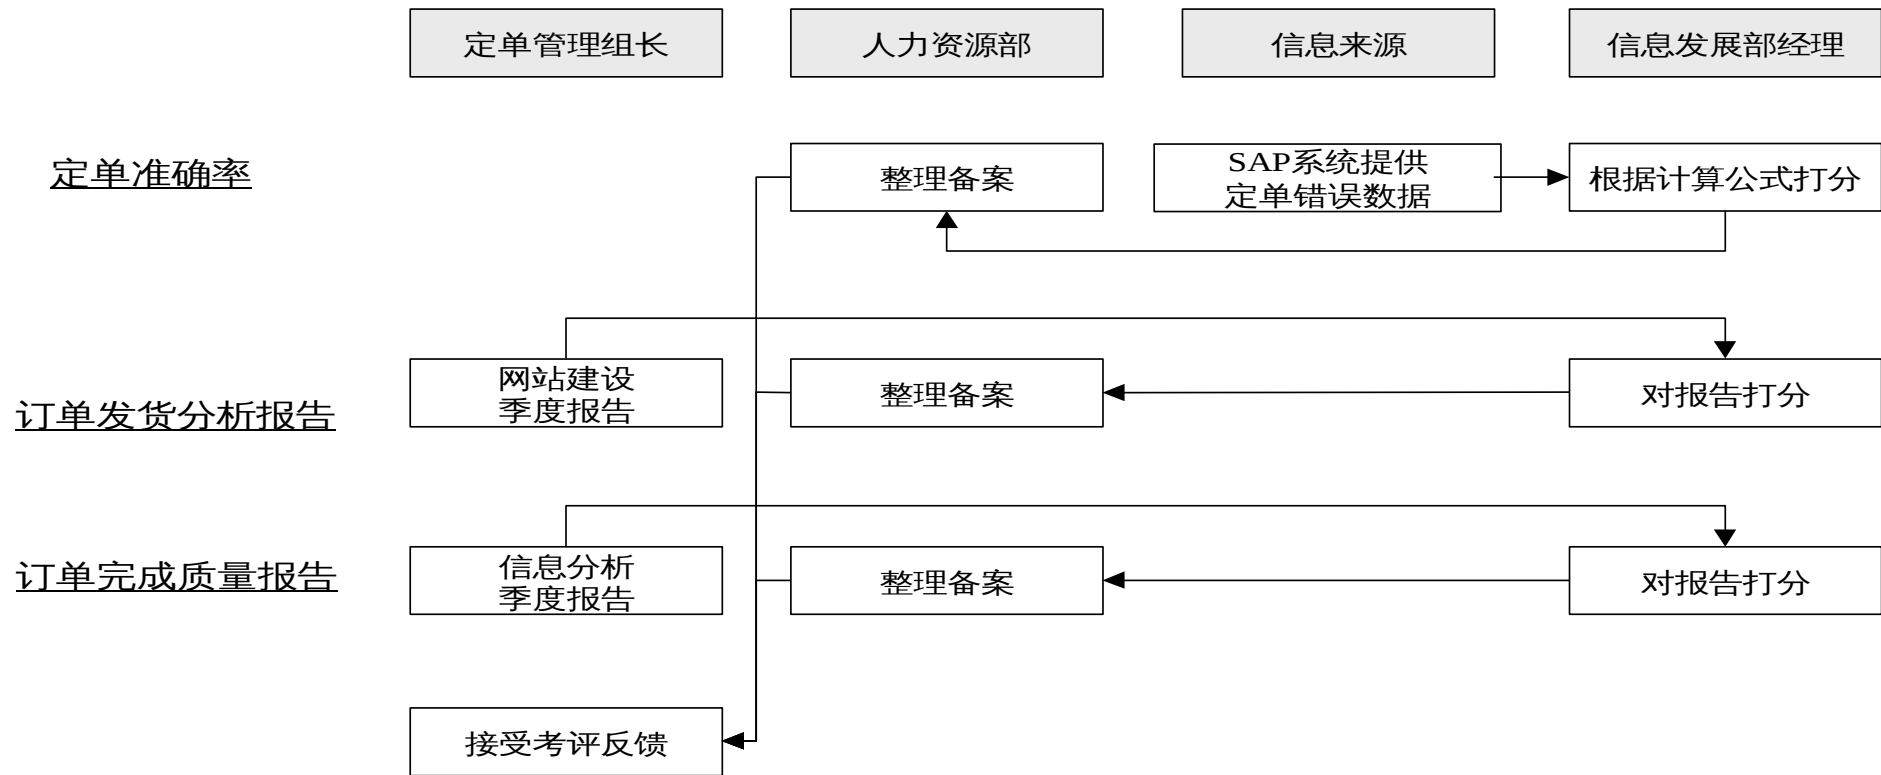 定单管理组长
人力资源部
信息来源
信息发展部经理
定单准确率
整理备案
SAP系统提供
定单错误数据
根据计算公式打分
订单发货分析报告
网站建设
季度报告
整理备案
对报告打分
订单完成质量报告
信息分析
季度报告
整理备案
对报告打分
接受考评反馈